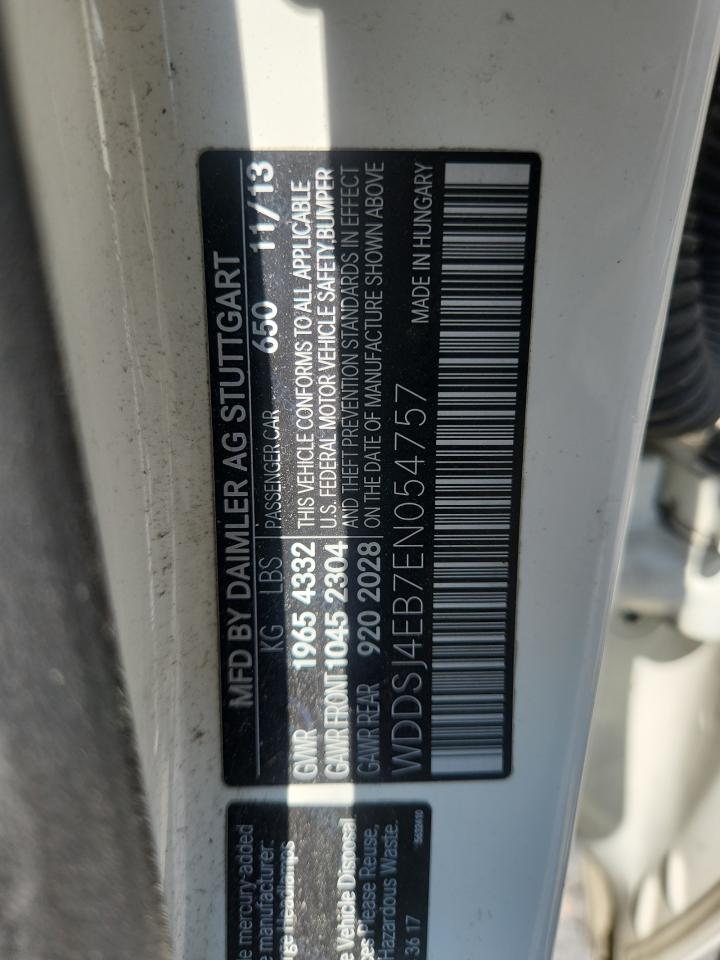 MFD BY DAIMLER AG STUTTGART
KG LBS PASSENGER CAR 650 11/13
GVWR 1965 4332 THIS VEHICLE CONFORMS TO ALL APPLICABLE
GAWR FRONT 1045 2304 U.S. FEDERAL MOTOR VEHICLE SAFETY, BUMPER
GAWR REAR 920 2028 AND THEFT PREVENTION STANDARDS IN EFFECT
ON THE DATE OF MANUFACTURE SHOWN ABOVE
WDDSJ4EB7EN054757 MADE IN HUNGARY
mercury-added
manufacturer.
headlamps
Vehicle Disposal
Please Reuse,
Hazardous Waste.
36 17